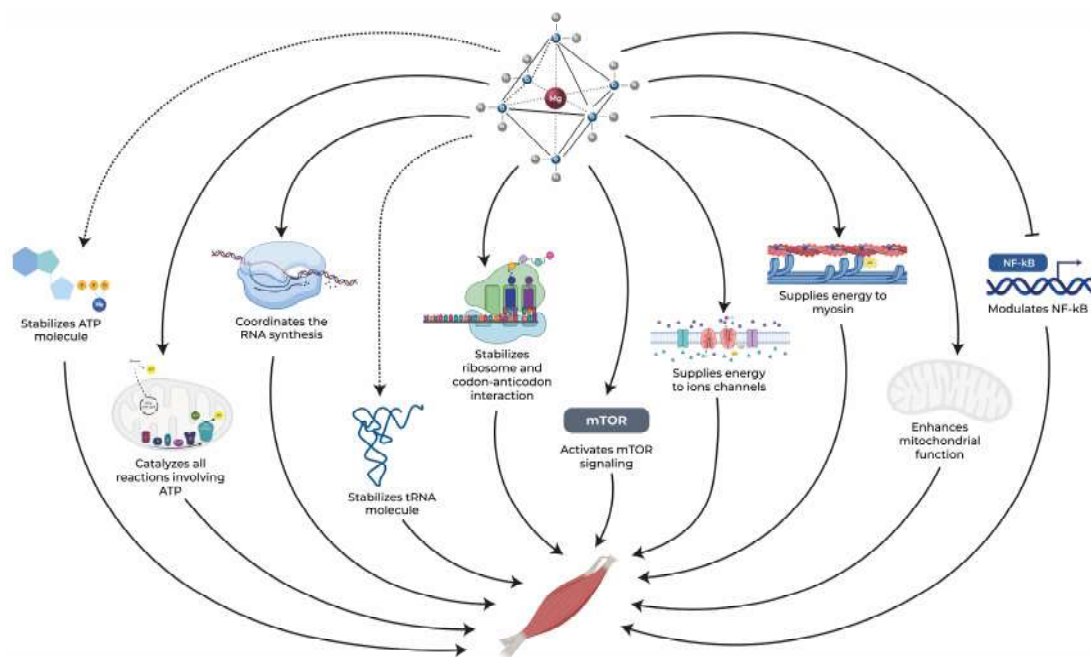 Mg
NF-kB
Supplies energy to
myosin
Modulates NF-kB
Stabilizes ATP
molecule
P P P
Mg
Coordinates the
RNA synthesis
Stabilizes
ribosome and
codon-anticodon
interaction
Supplies energy
to ions channels
mTOR
Activates mTOR
signaling
Enhances
mitochondrial
function
Catalyzes all
reactions involving
ATP
Stabilizes tRNA
molecule